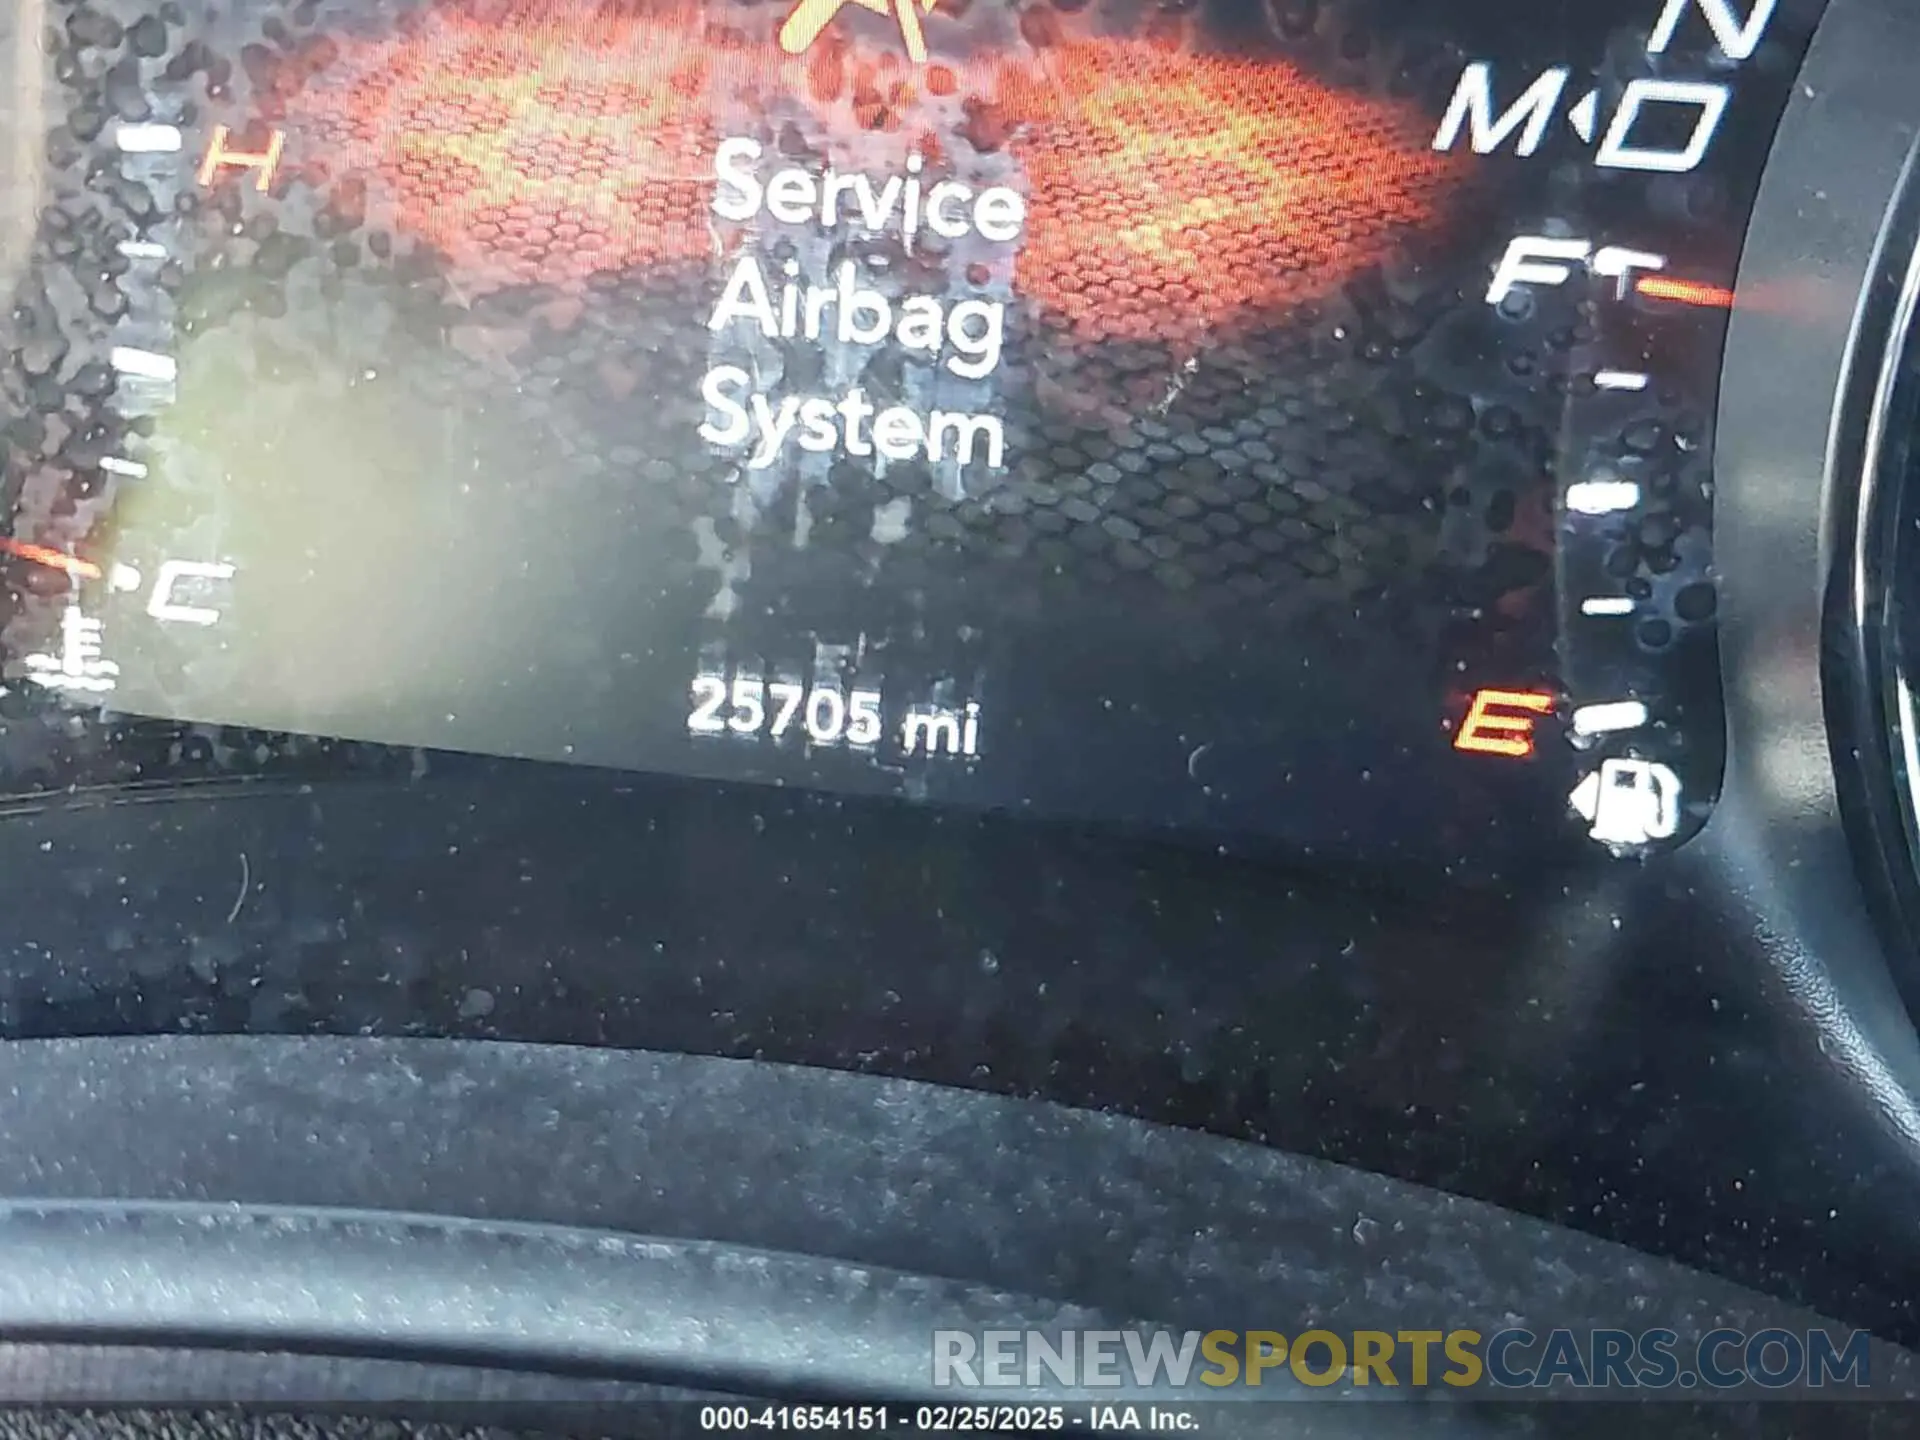 N
M D
H
Service
Airbag
System
F
C
25705 mi
E
RENEWSPORTSCARS.COM
000-41654151 - 02/25/2025 - IAA Inc.